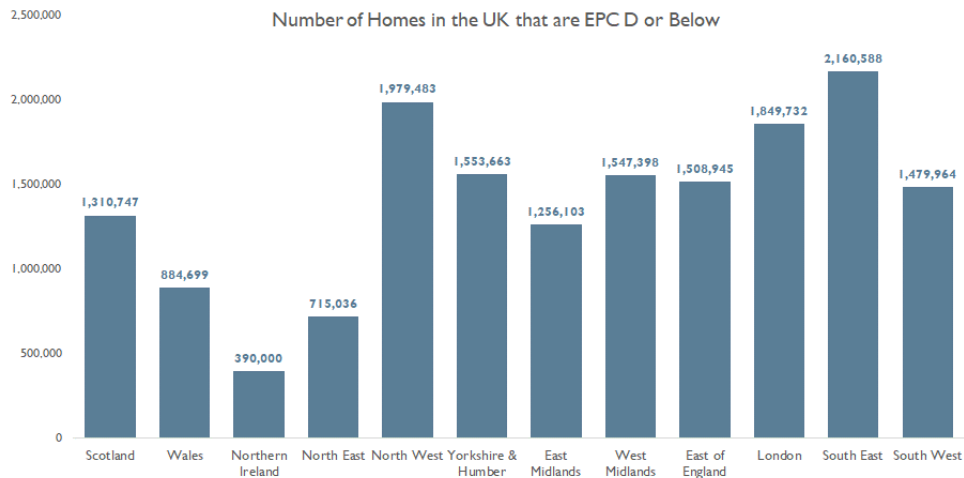 Number of Homes in the UK that are EPC D or Below
2,500,000
2,000,000
1,500,000
1,000,000
500,000
0
1,310,747
884,699
390,000
715,036
1,979,483
1,553,663
1,256,103
1,547,398
1,508,945
1,849,732
2,160,588
1,479,964
Scotland
Wales
Northern
Ireland
North East
North West
Yorkshire &
Humber
East
Midlands
West
Midlands
East of
England
London
South East
South West